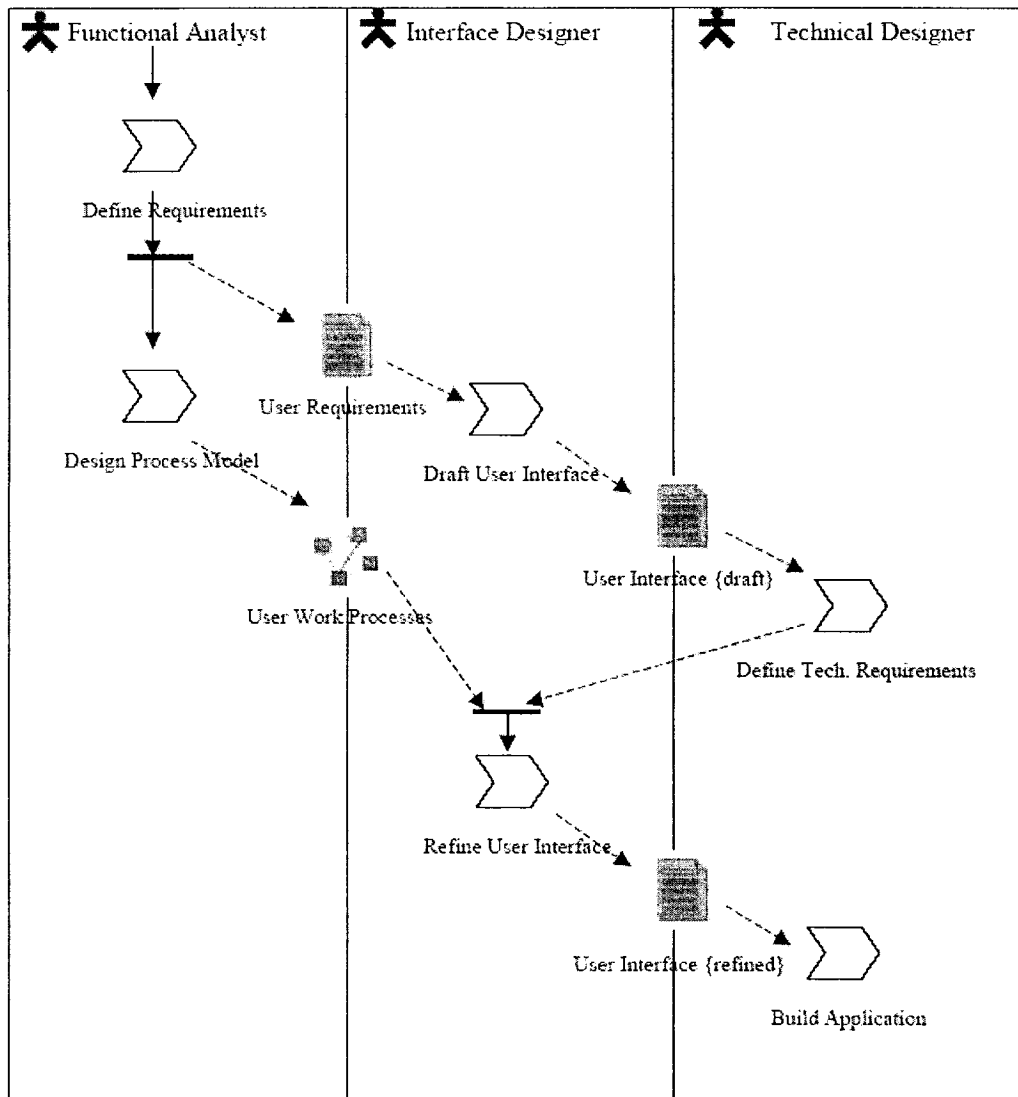 Functional Analyst
Interface Designer
Technical Designer
Define Requirements
User Requirements
Design Process Model
Draft User Interface
User Interface {draft}
User Work Processes
Define Tech. Requirements
Refine User Interface
User Interface {refined}
Build Application